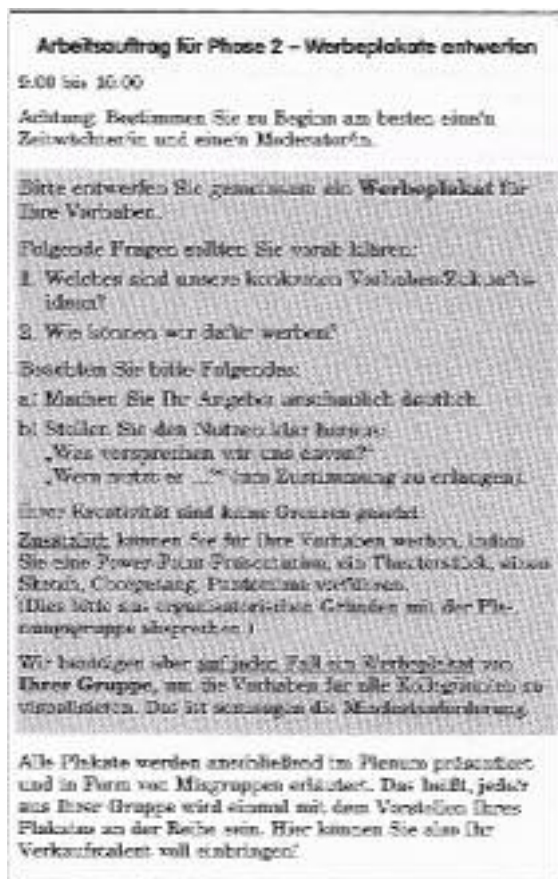 Arbeitsauftrag für Phase 2 – Werbeplakate entwerfen
9:00 bis 10:00
Achtung: Bestimmen Sie zu Beginn am besten eine/n
Zeitwächter/in und eine/n Moderator/in.
Bitte entwerfen Sie gemeinsam ein Werbeplakat für
Ihre Vorhaben.
Folgende Fragen sollten Sie vorab klären:
1. Welches sind unsere konkreten Vorhaben/Zukunfts-
ideen?
2. Wie können wir dafür werben?
Beachten Sie bitte Folgendes:
a) Machen Sie Ihr Angebot anschaulich deutlich.
b) Stellen Sie den Nutzen klar heraus:
„Was versprechen wir uns davon?“
„Wem nutzt es ...?“ (um Zustimmung zu erlangen).
Ihrer Kreativität sind keine Grenzen gesetzt:
Zusätzlich können Sie für Ihre Vorhaben werben, indem
Sie eine Power-Point-Präsentation, ein Theaterstück, einen
Sketch, Chorgesang, Pantomime vorführen.
(Dies bitte aus organisatorischen Gründen mit der Pla-
nungsgruppe absprechen.)
Wir benötigen aber auf jeden Fall ein Werbeplakat von
Ihrer Gruppe, um die Vorhaben für alle KollegInnen zu
visualisieren. Das ist sozusagen die Mindestanforderung.
Alle Plakate werden anschließend im Plenum präsentiert
und in Form von Mixgruppen erläutert. Das heißt, jede/r
aus Ihrer Gruppe wird einmal mit dem Vorstellen Ihres
Plakates an der Reihe sein. Hier können Sie also Ihr
Verkaufstalent voll einbringen!